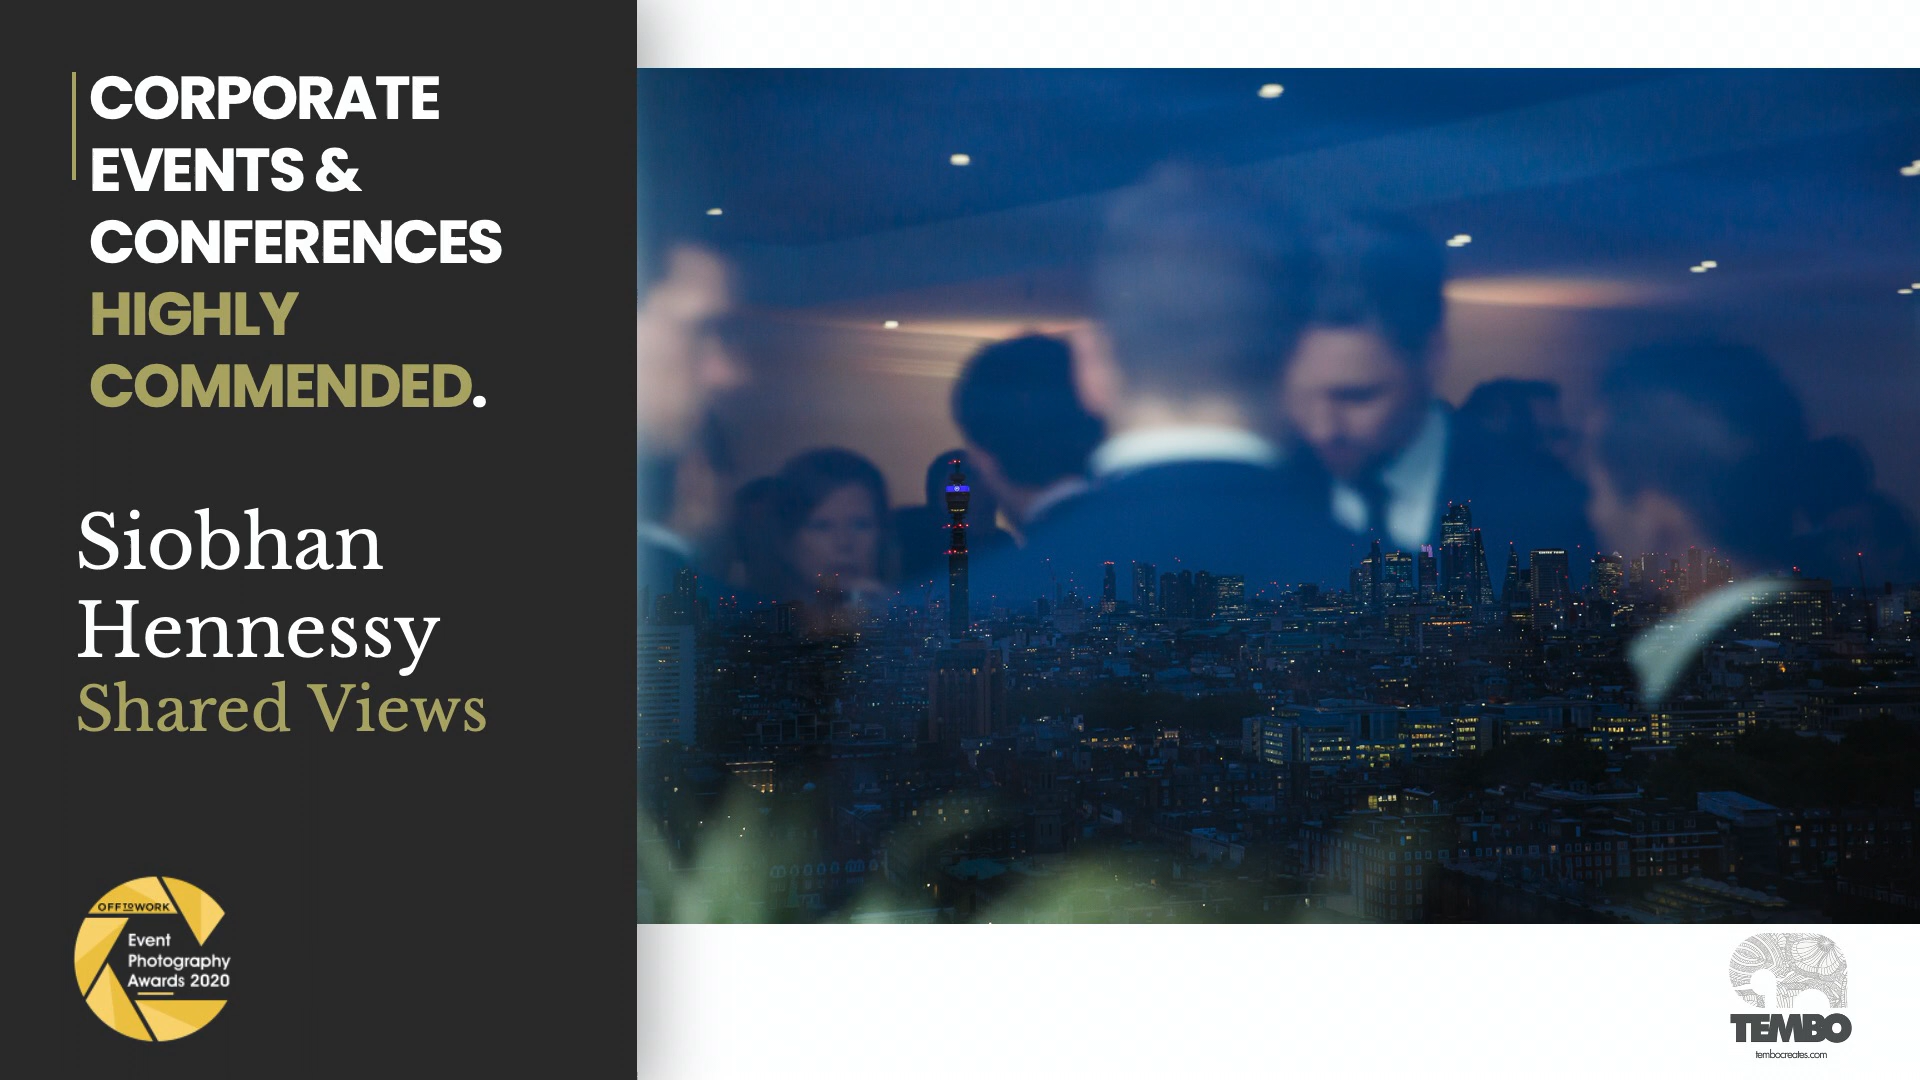 CORPORATE
EVENTS &
CONFERENCES
HIGHLY
COMMENDED.
Siobhan
Hennessy
Shared Views
OFF TO WORK
Event
Photography
Awards 2020
TEMBO
tembocreates.com